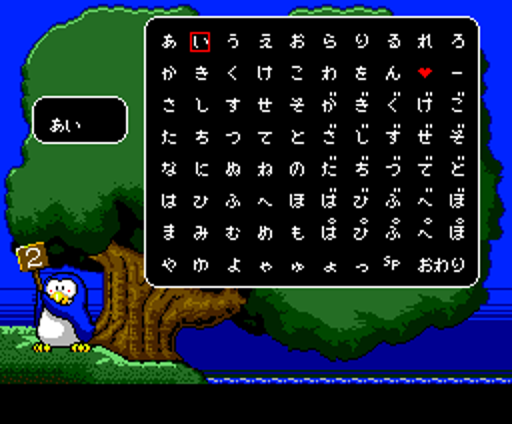 あ い う え お ら り る れ ろ
か き く け こ わ を ん ♥ ー
さ し す せ そ が ぎ ぐ げ ご
た ち つ て と ざ じ ず ぜ ぞ
な に ぬ ね の だ ぢ づ で ど
は ひ ふ へ ほ ば び ぶ べ ぼ
ま み む め も ぱ ぴ ぷ ぺ ぽ
や ゆ よ ゃ ゅ ょ っ SP おわり
あい
2